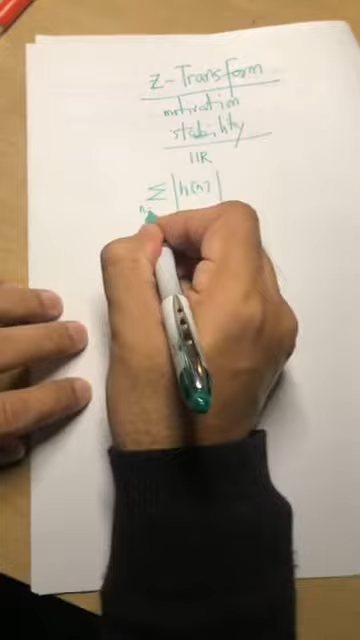 Z-Transform
motivation
stability
IIR
∑ |h(n)|
n=